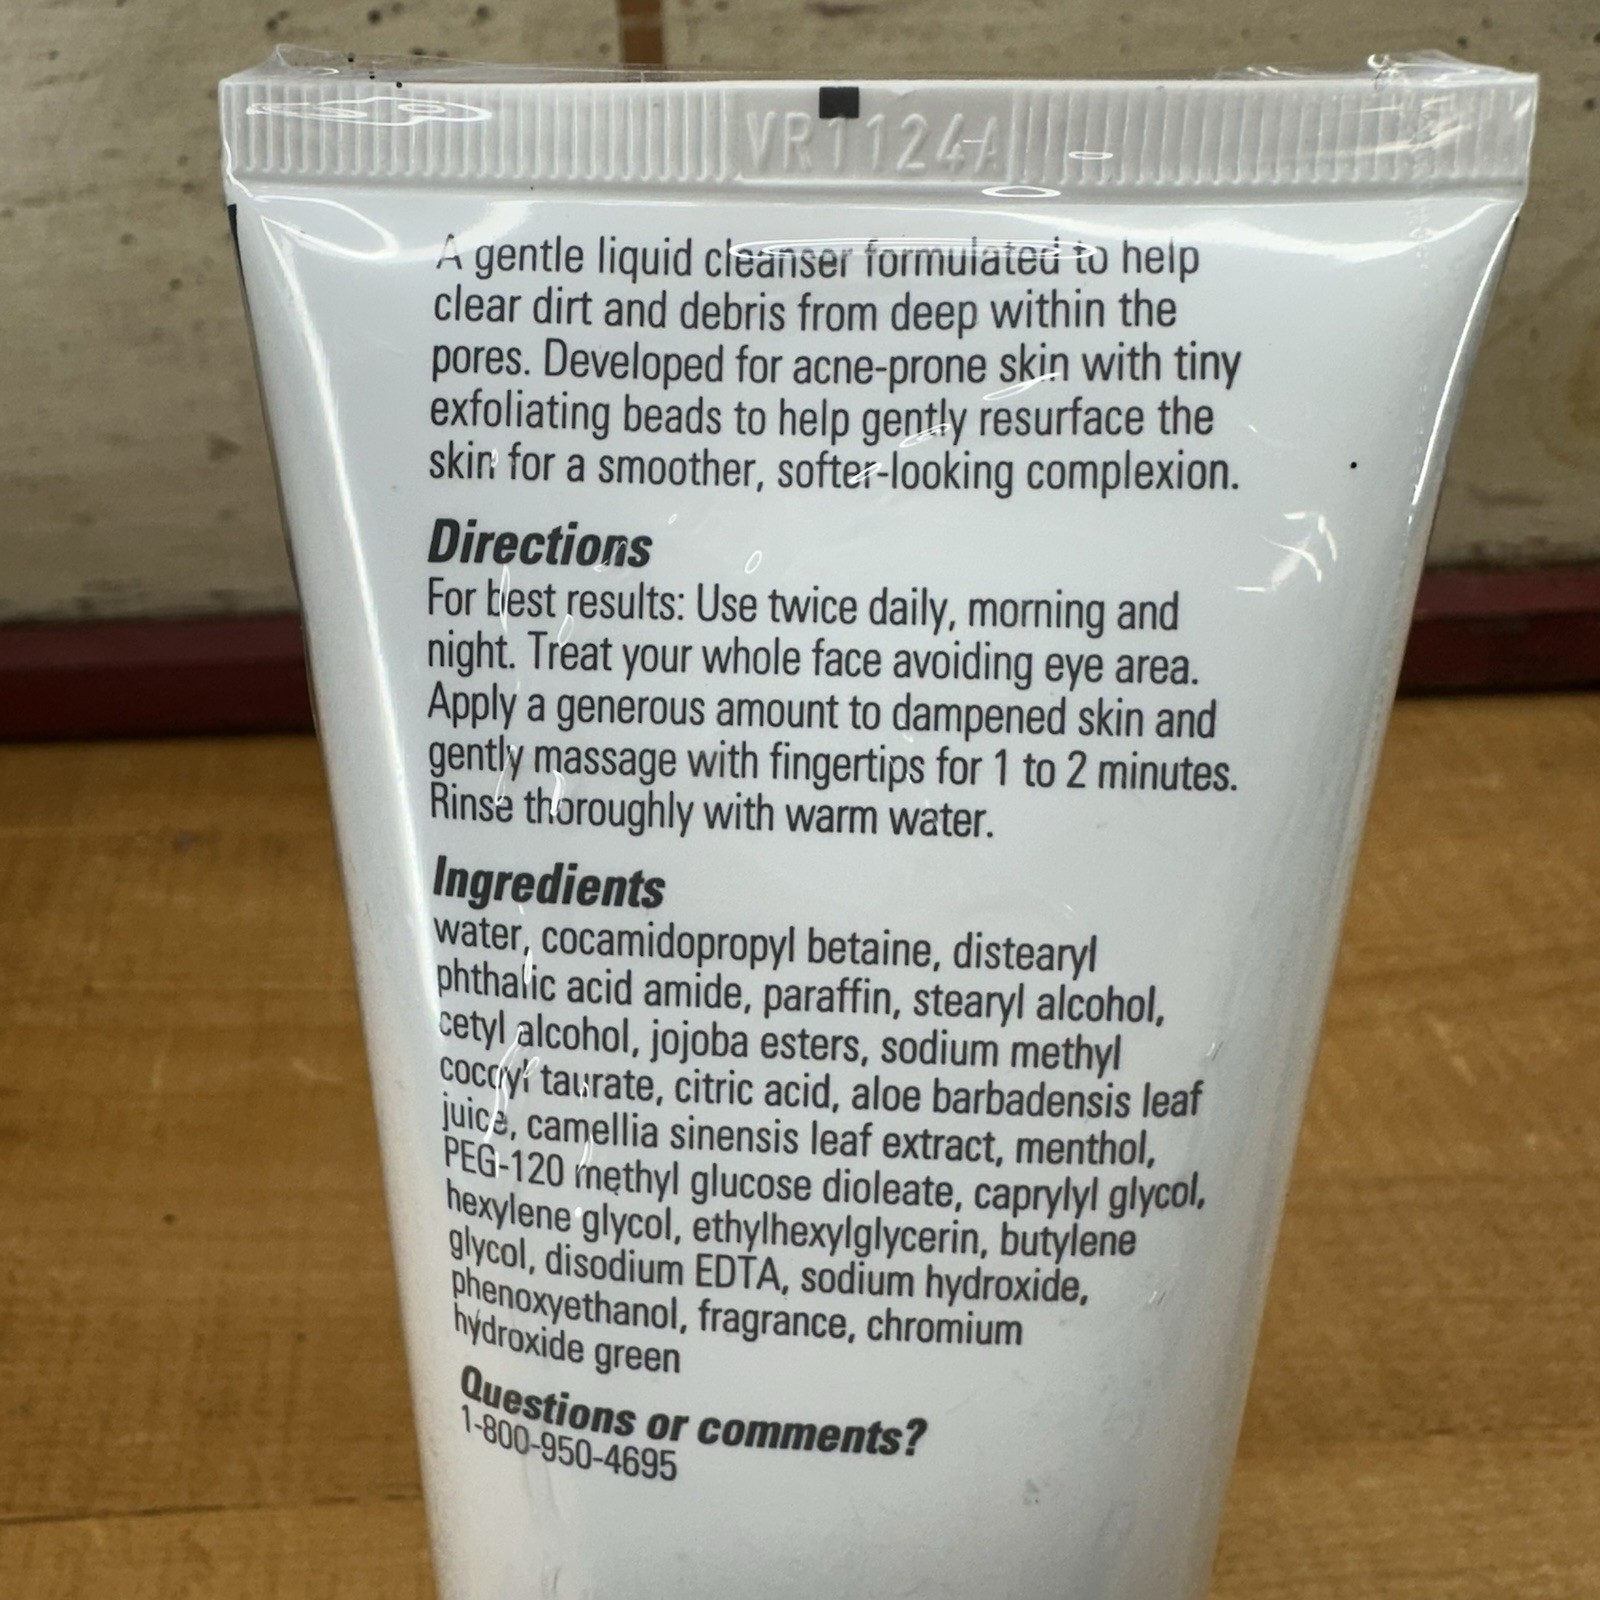 VR1124A
A gentle liquid cleanser formulated to help
clear dirt and debris from deep within the
pores. Developed for acne-prone skin with tiny
exfoliating beads to help gently resurface the
skin for a smoother, softer-looking complexion.
Directions
For best results: Use twice daily, morning and
night. Treat your whole face avoiding eye area.
Apply a generous amount to dampened skin and
gently massage with fingertips for 1 to 2 minutes.
Rinse thoroughly with warm water.
Ingredients
water, cocamidopropyl betaine, distearyl
phthalic acid amide, paraffin, stearyl alcohol,
cetyl alcohol, jojoba esters, sodium methyl
cocoyl taurate, citric acid, aloe barbadensis leaf
juice, camellia sinensis leaf extract, menthol,
PEG-120 methyl glucose dioleate, caprylyl glycol,
hexylene glycol, ethylhexylglycerin, butylene
glycol, disodium EDTA, sodium hydroxide,
phenoxyethanol, fragrance, chromium
hydroxide green
Questions or comments?
1-800-950-4695